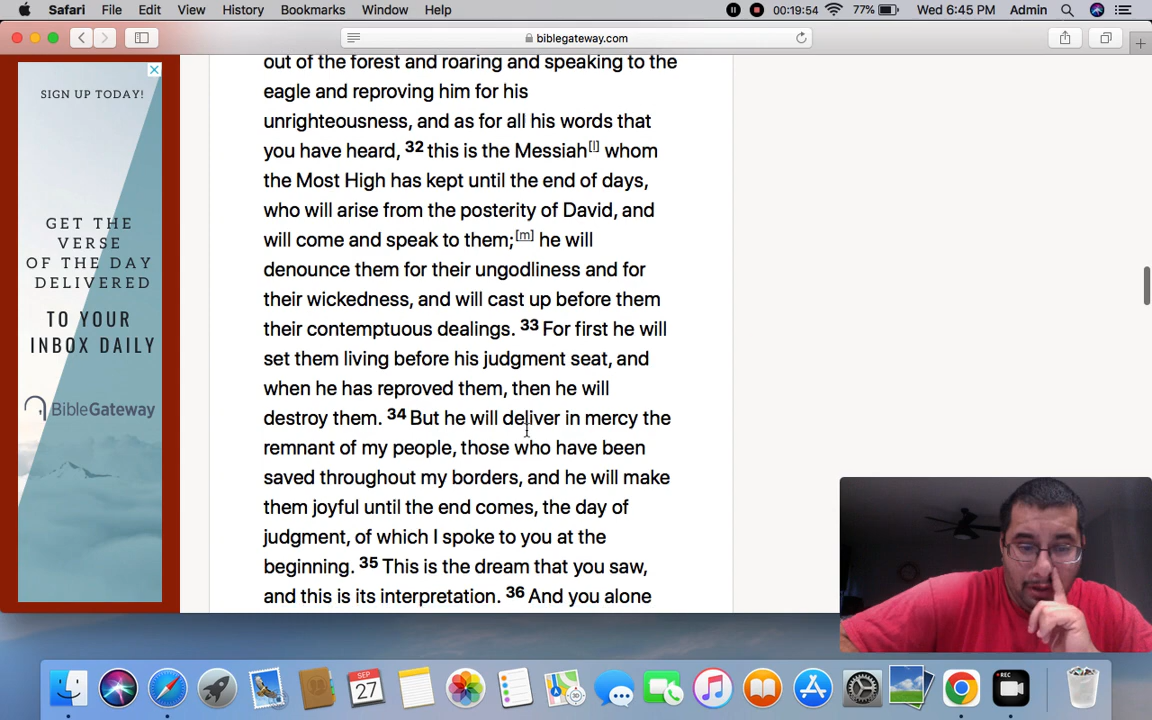 Safari File Edit View History Bookmarks Window Help 00:19:54 77% Wed 6:45 PM Admin
biblegateway.com
SIGN UP TODAY!
GET THE
VERSE
OF THE DAY
DELIVERED
TO YOUR
INBOX DAILY
BibleGateway
out of the forest and roaring and speaking to the
eagle and reproving him for his
unrighteousness, and as for all his words that
you have heard, 32 this is the Messiah[l] whom
the Most High has kept until the end of days,
who will arise from the posterity of David, and
will come and speak to them;[m] he will
denounce them for their ungodliness and for
their wickedness, and will cast up before them
their contemptuous dealings. 33 For first he will
set them living before his judgment seat, and
when he has reproved them, then he will
destroy them. 34 But he will deliver in mercy the
remnant of my people, those who have been
saved throughout my borders, and he will make
them joyful until the end comes, the day of
judgment, of which I spoke to you at the
beginning. 35 This is the dream that you saw,
and this is its interpretation. 36 And you alone
SEP
27
3D
REC